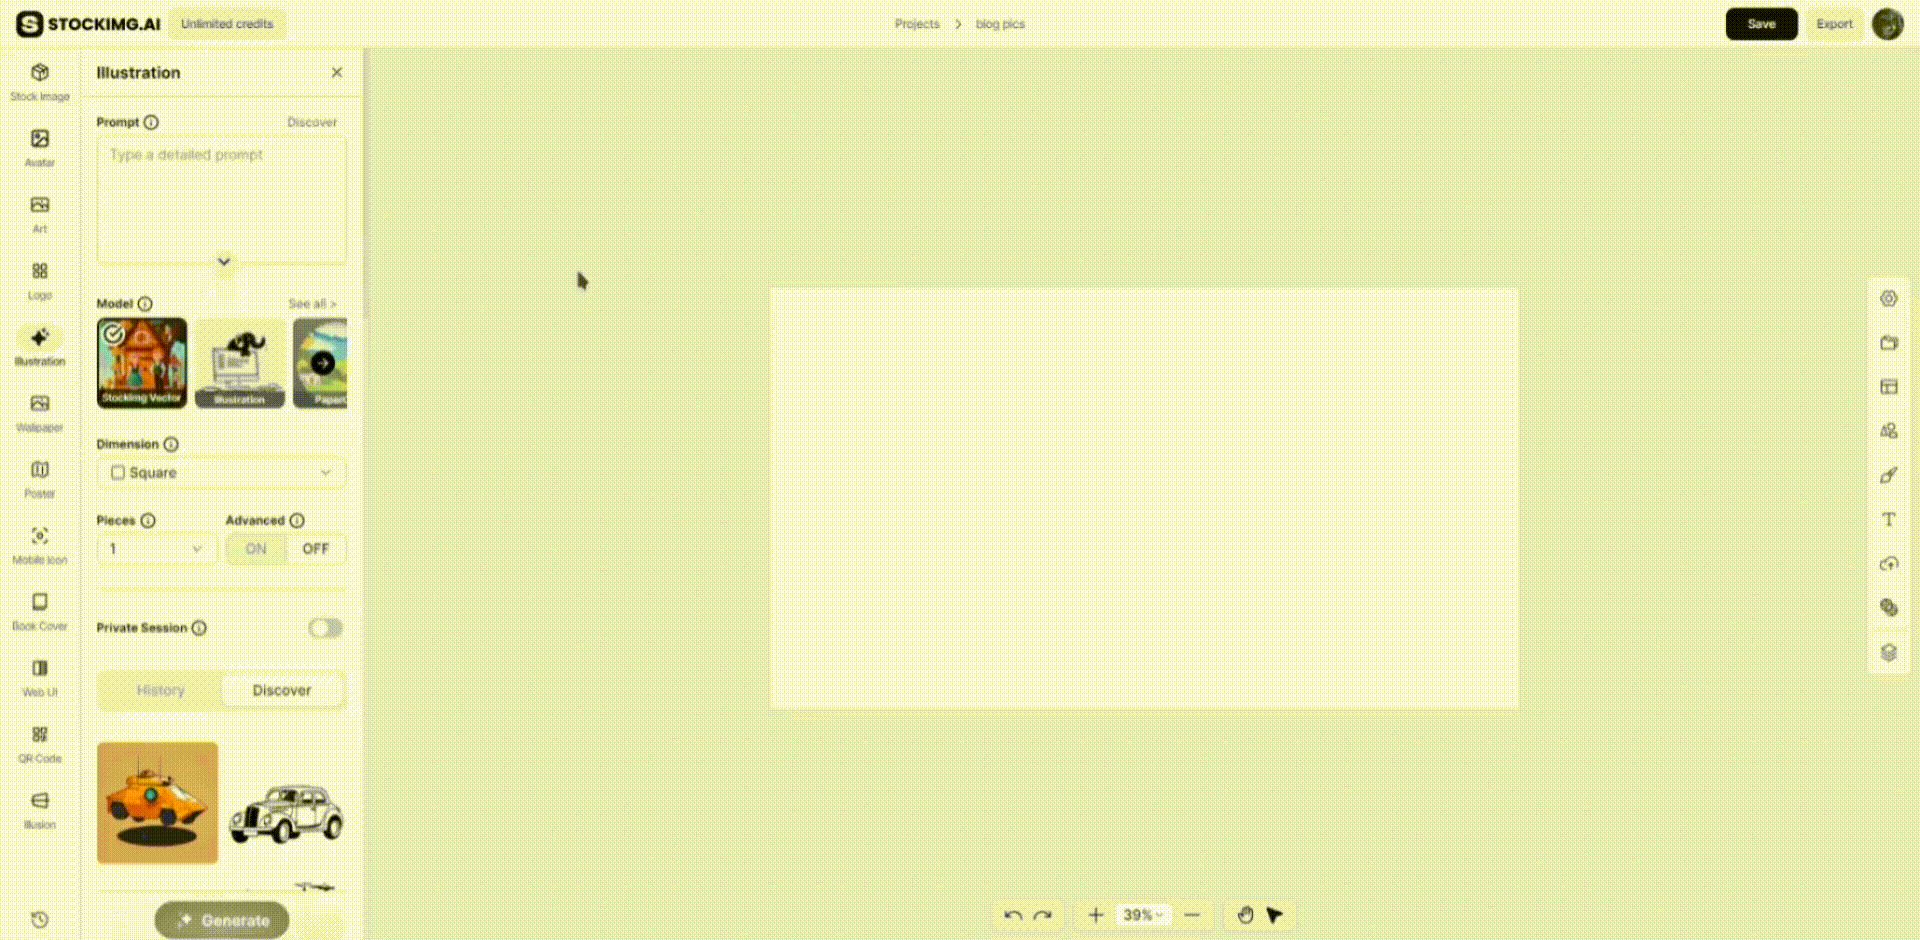 STOCKIMG.AI
Unlimited credits
Projects > blog pics
Save
Export
Stock Image
Avatar
Art
Logo
Illustration
Wallpaper
Poster
Mobile Icon
Book Cover
Web UI
QR Code
Illusion
Illustration
Prompt
Discover
Type a detailed prompt
Model
See all >
Stockimg Vector
Illustration
Dimension
Square
Pieces
Advanced
1
ON
OFF
Private Session
History
Discover
Generate
39%